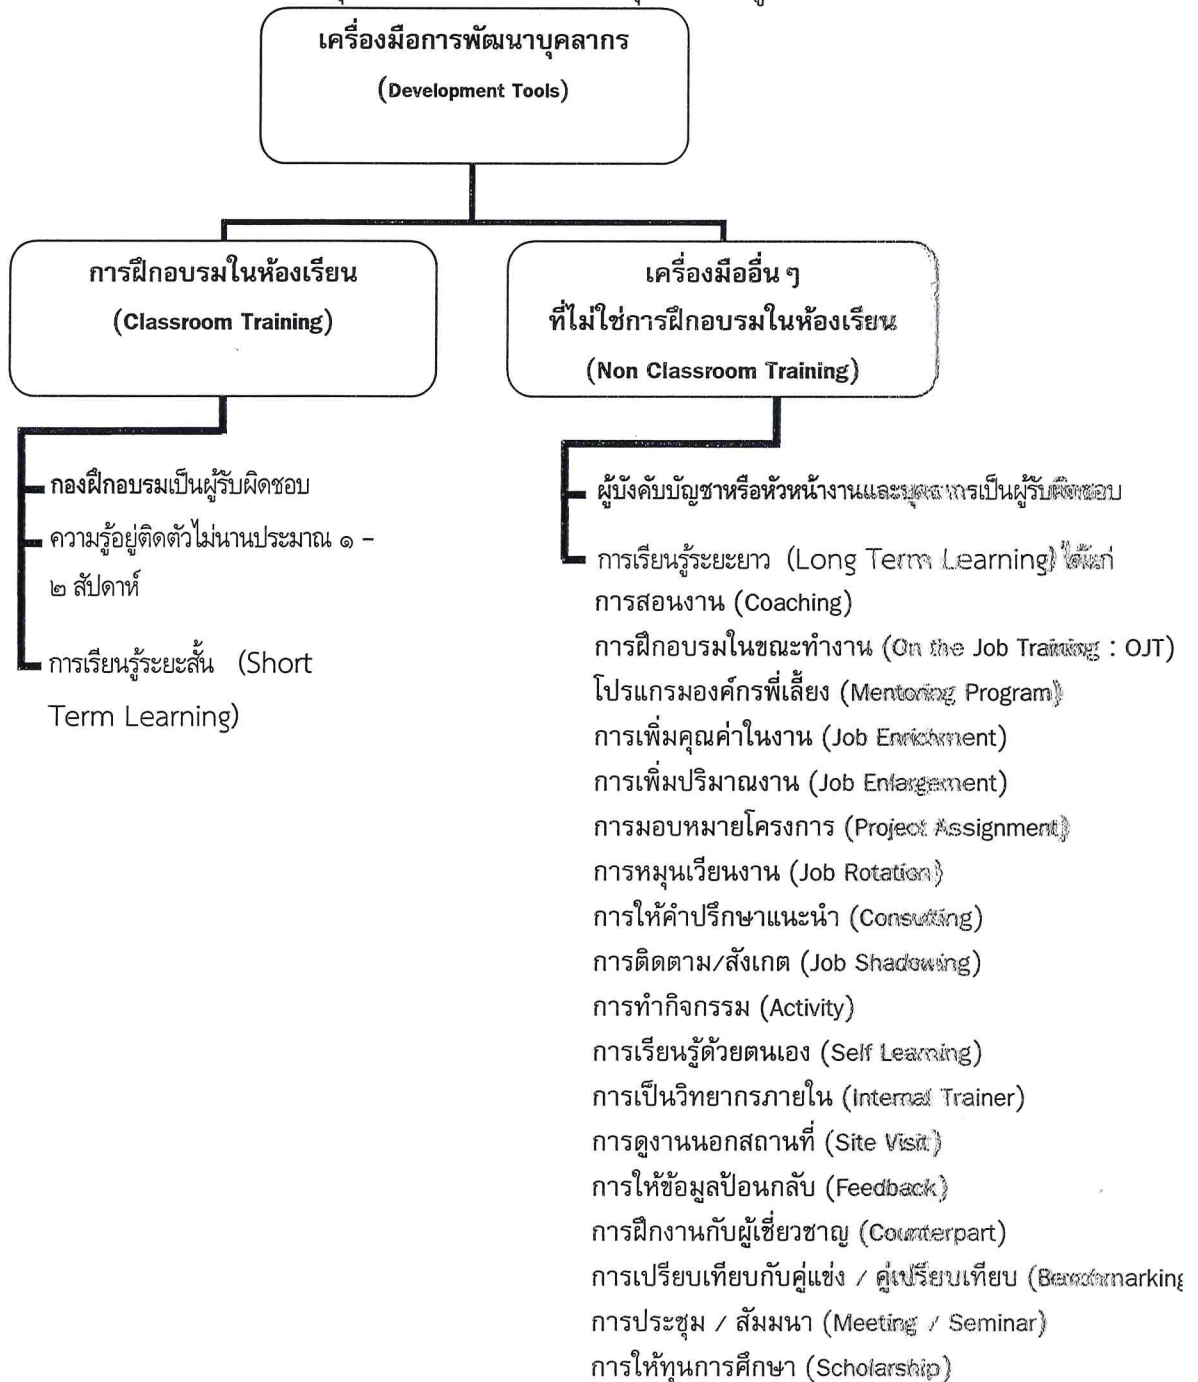 เครื่องมือการพัฒนาบุคลากร
(Development Tools)
การฝึกอบรมในห้องเรียน
(Classroom Training)
เครื่องมืออื่น ๆ
ที่ไม่ใช่การฝึกอบรมในห้องเรียน
(Non Classroom Training)
กองฝึกอบรมเป็นผู้รับผิดชอบ
ความรู้อยู่ติดตัวไม่นานประมาณ ๑ –
๒ สัปดาห์
การเรียนรู้ระยะสั้น (Short
Term Learning)
ผู้บังคับบัญชาหรือหัวหน้างานและบุคลากรเป็นผู้รับผิดชอบ
การเรียนรู้ระยะยาว (Long Term Learning) ได้แก่
การสอนงาน (Coaching)
การฝึกอบรมในขณะทำงาน (On the Job Training : OJT)
โปรแกรมองค์กรพี่เลี้ยง (Mentoring Program)
การเพิ่มคุณค่าในงาน (Job Enrichment)
การเพิ่มปริมาณงาน (Job Enlargement)
การมอบหมายโครงการ (Project Assignment)
การหมุนเวียนงาน (Job Rotation)
การให้คำปรึกษาแนะนำ (Consulting)
การติดตาม/สังเกต (Job Shadowing)
การทำกิจกรรม (Activity)
การเรียนรู้ด้วยตนเอง (Self Learning)
การเป็นวิทยากรภายใน (Internal Trainer)
การดูงานนอกสถานที่ (Site Visit)
การให้ข้อมูลป้อนกลับ (Feedback)
การฝึกงานกับผู้เชี่ยวชาญ (Counterpart)
การเปรียบเทียบกับคู่แข่ง / คู่เปรียบเทียบ (Benchmarking
การประชุม / สัมมนา (Meeting / Seminar)
การให้ทุนการศึกษา (Scholarship)